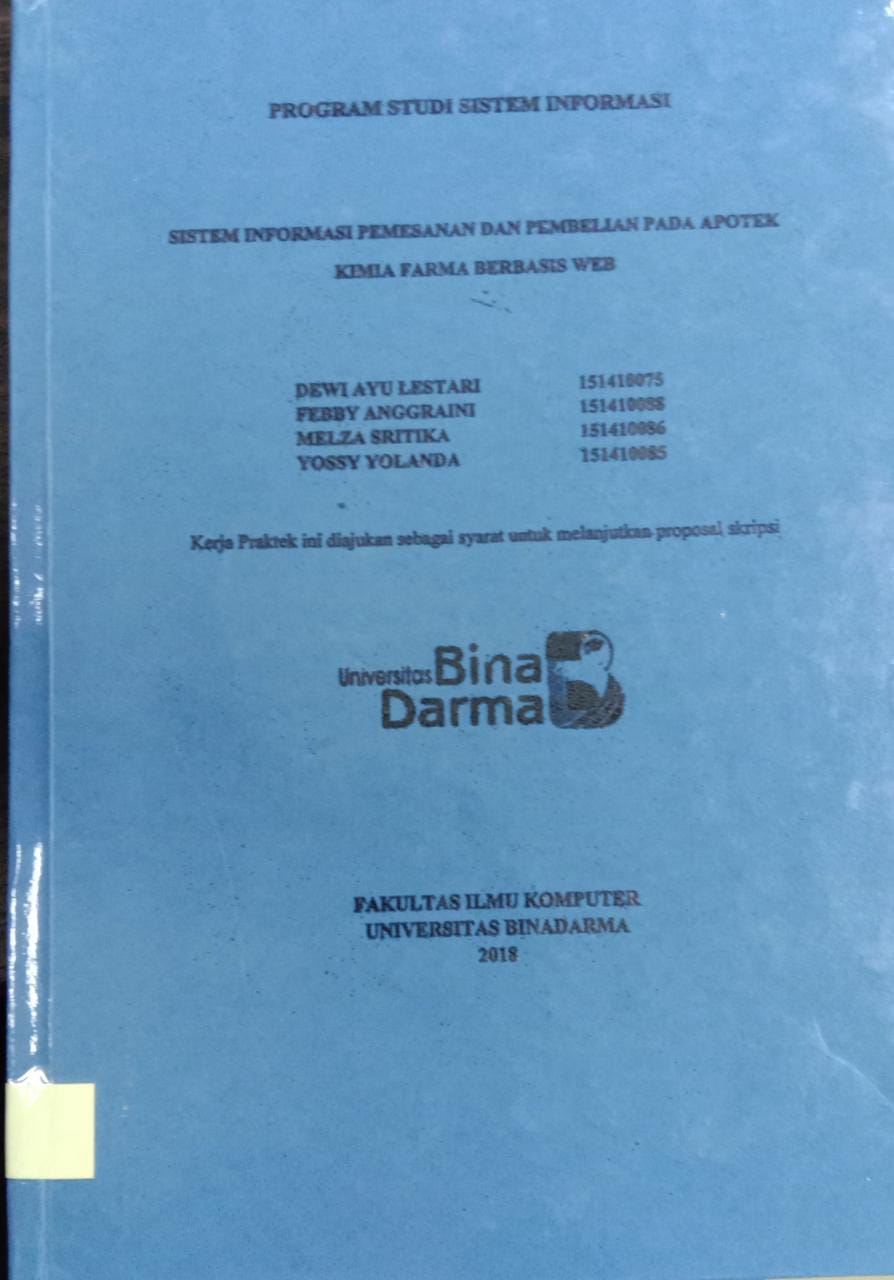 PROGRAM STUDI SISTEM INFORMASI
SISTEM INFORMASI PEMESANAN DAN PEMBELIAN PADA APOTEK
KIMIA FARMA BERBASIS WEB
DEWI AYU LESTARI 151410075
FEBBY ANGGRAINI 151410088
MELZA SRITIKA 151410086
YOSSY YOLANDA 151410085
Kerja Praktek ini diajukan sebagai syarat untuk melanjutkan proposal skripsi
Universitas Bina
Darma
FAKULTAS ILMU KOMPUTER
UNIVERSITAS BINADARMA
2018